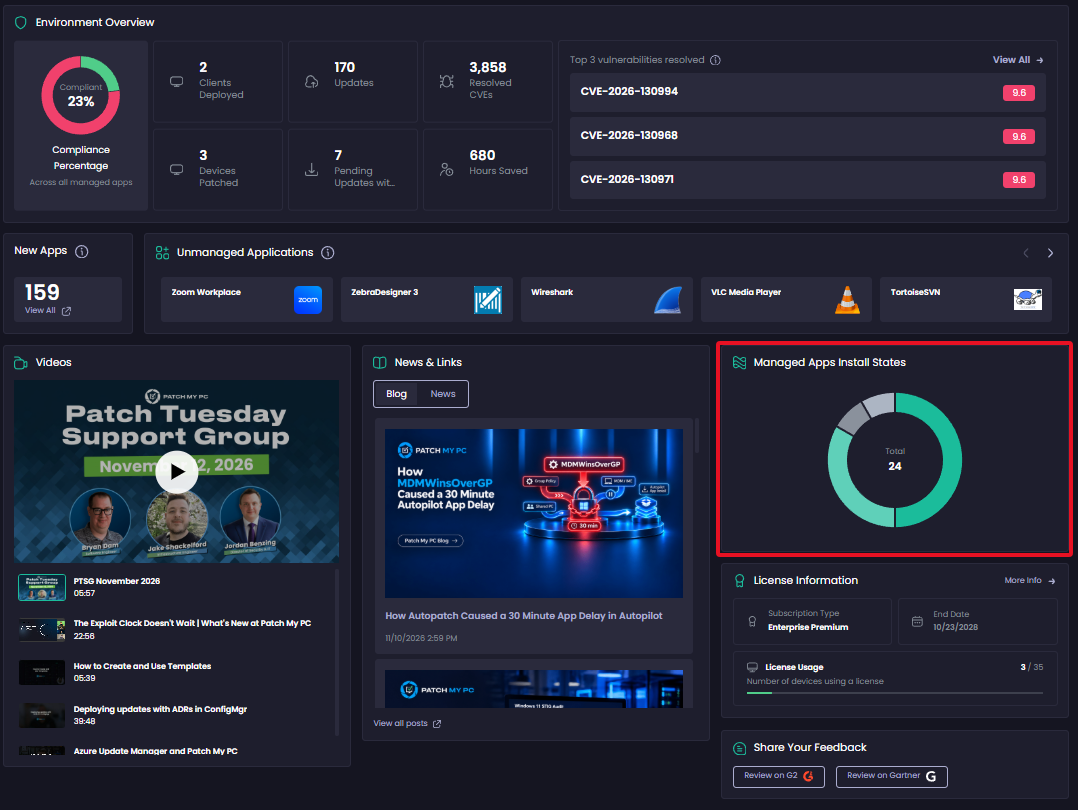 Environment Overview
Compliant
23%
Compliance
Percentage
Across all managed apps
2
Clients
Deployed
170
Updates
3,858
Resolved
CVEs
3
Devices
Patched
7
Pending
Updates wit...
680
Hours Saved
Top 3 vulnerabilities resolved
View All
CVE-2026-130994
9.6
CVE-2026-130968
9.6
CVE-2026-130971
9.6
New Apps
159
View All
Unmanaged Applications
Zoom Workplace
zoom
ZebraDesigner 3
Wireshark
VLC Media Player
TortoiseSVN
Videos
PATCH MY PC
Patch Tuesday
Support Group
2, 2026
Bryan Dam
Jake Shackelford
Jordan Benzing
PTSG November 2026
05:57
The Exploit Clock Doesn't Wait | What's New at Patch My PC
22:56
How to Create and Use Templates
05:39
Deploying updates with ADRs in ConfigMgr
39:48
Azure Update Manager and Patch My PC
News & Links
Blog
News
PATCH MY PC
How
MDMWinsOverGP
Caused a 30 Minute
Autopilot App Delay
Patch My PC Blog
MDMWinsOverGP
Group Policy
Shared PC
30 min
How Autopatch Caused a 30 Minute App Delay in Autopilot
11/10/2026 2:59 PM
PATCH MY PC
Windows 11 STIG Audit
View all posts
Managed Apps Install States
Total
24
License Information
More Info
Subscription Type
Enterprise Premium
End Date
10/23/2028
License Usage
3 / 35
Number of devices using a license
Share Your Feedback
Review on G2
Review on Gartner G